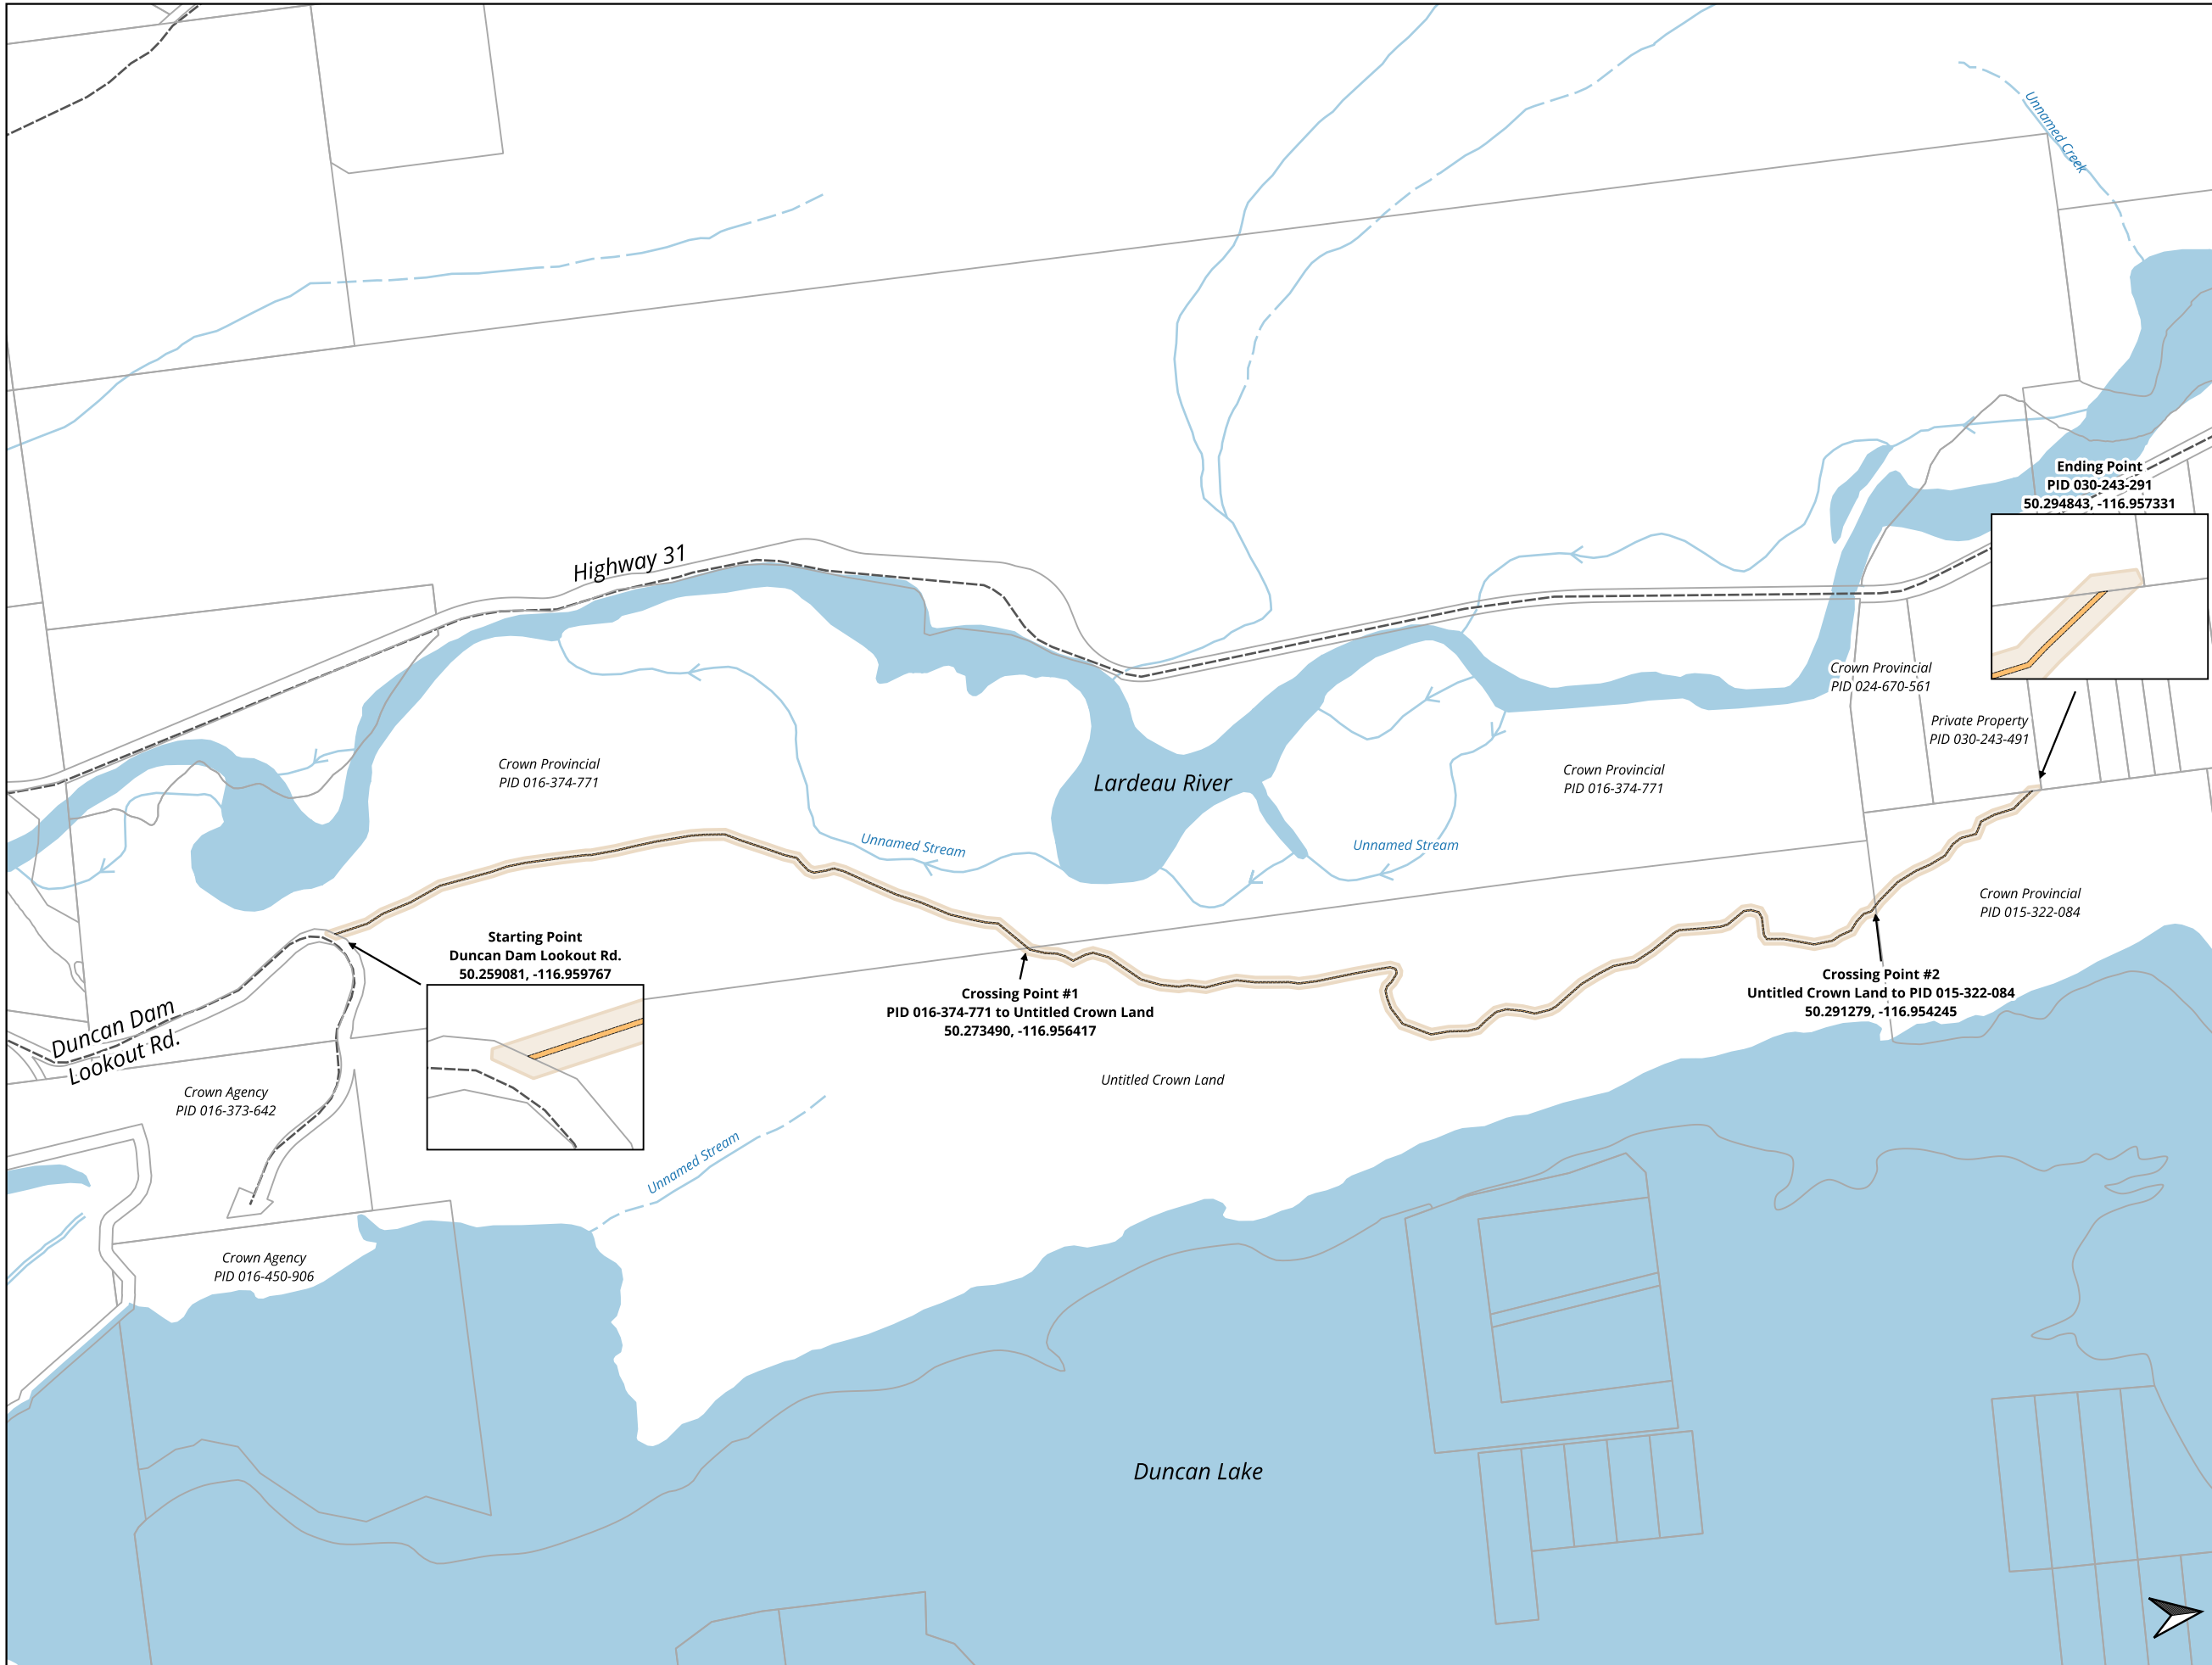 Unnamed Creek
Ending Point
PID 030-243-291
50.294843, -116.957331
Highway 31
Crown Provincial
PID 024-670-561
Private Property
PID 030-243-491
Crown Provincial
PID 016-374-771
Lardeau River
Crown Provincial
PID 016-374-771
Unnamed Stream
Unnamed Stream
Crown Provincial
PID 015-322-084
Starting Point
Duncan Dam Lookout Rd.
50.259081, -116.959767
Crossing Point #1
PID 016-374-771 to Untitled Crown Land
50.273490, -116.956417
Crossing Point #2
Untitled Crown Land to PID 015-322-084
50.291279, -116.954245
Duncan Dam
Lookout Rd.
Untitled Crown Land
Crown Agency
PID 016-373-642
Unnamed Stream
Crown Agency
PID 016-450-906
Duncan Lake